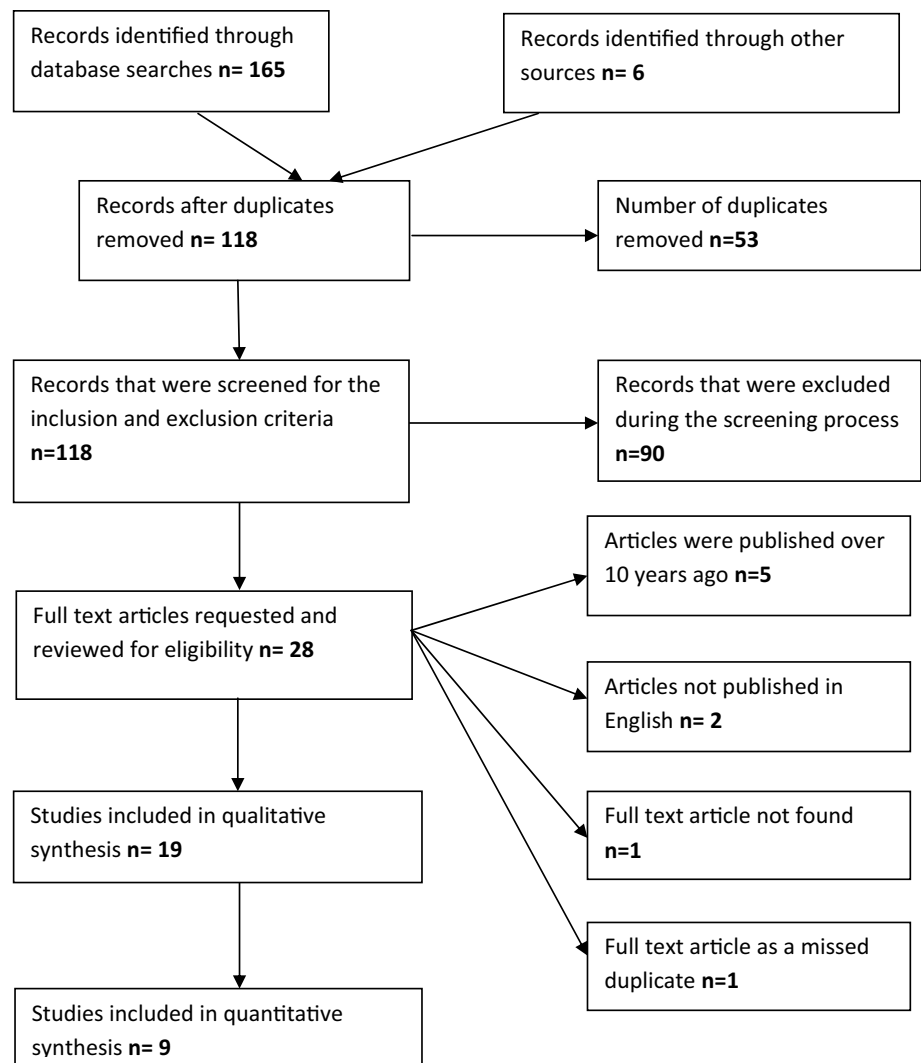 Records identified through
database searches n= 165
Records identified through other
sources n= 6
Records after duplicates
removed n= 118
Number of duplicates
removed n=53
Records that were screened for the
inclusion and exclusion criteria
n=118
Records that were excluded
during the screening process
n=90
Full text articles requested and
reviewed for eligibility n= 28
Articles were published over
10 years ago n=5
Articles not published in
English n= 2
Full text article not found
n=1
Full text article as a missed
duplicate n=1
Studies included in qualitative
synthesis n= 19
Studies included in quantitative
synthesis n= 9